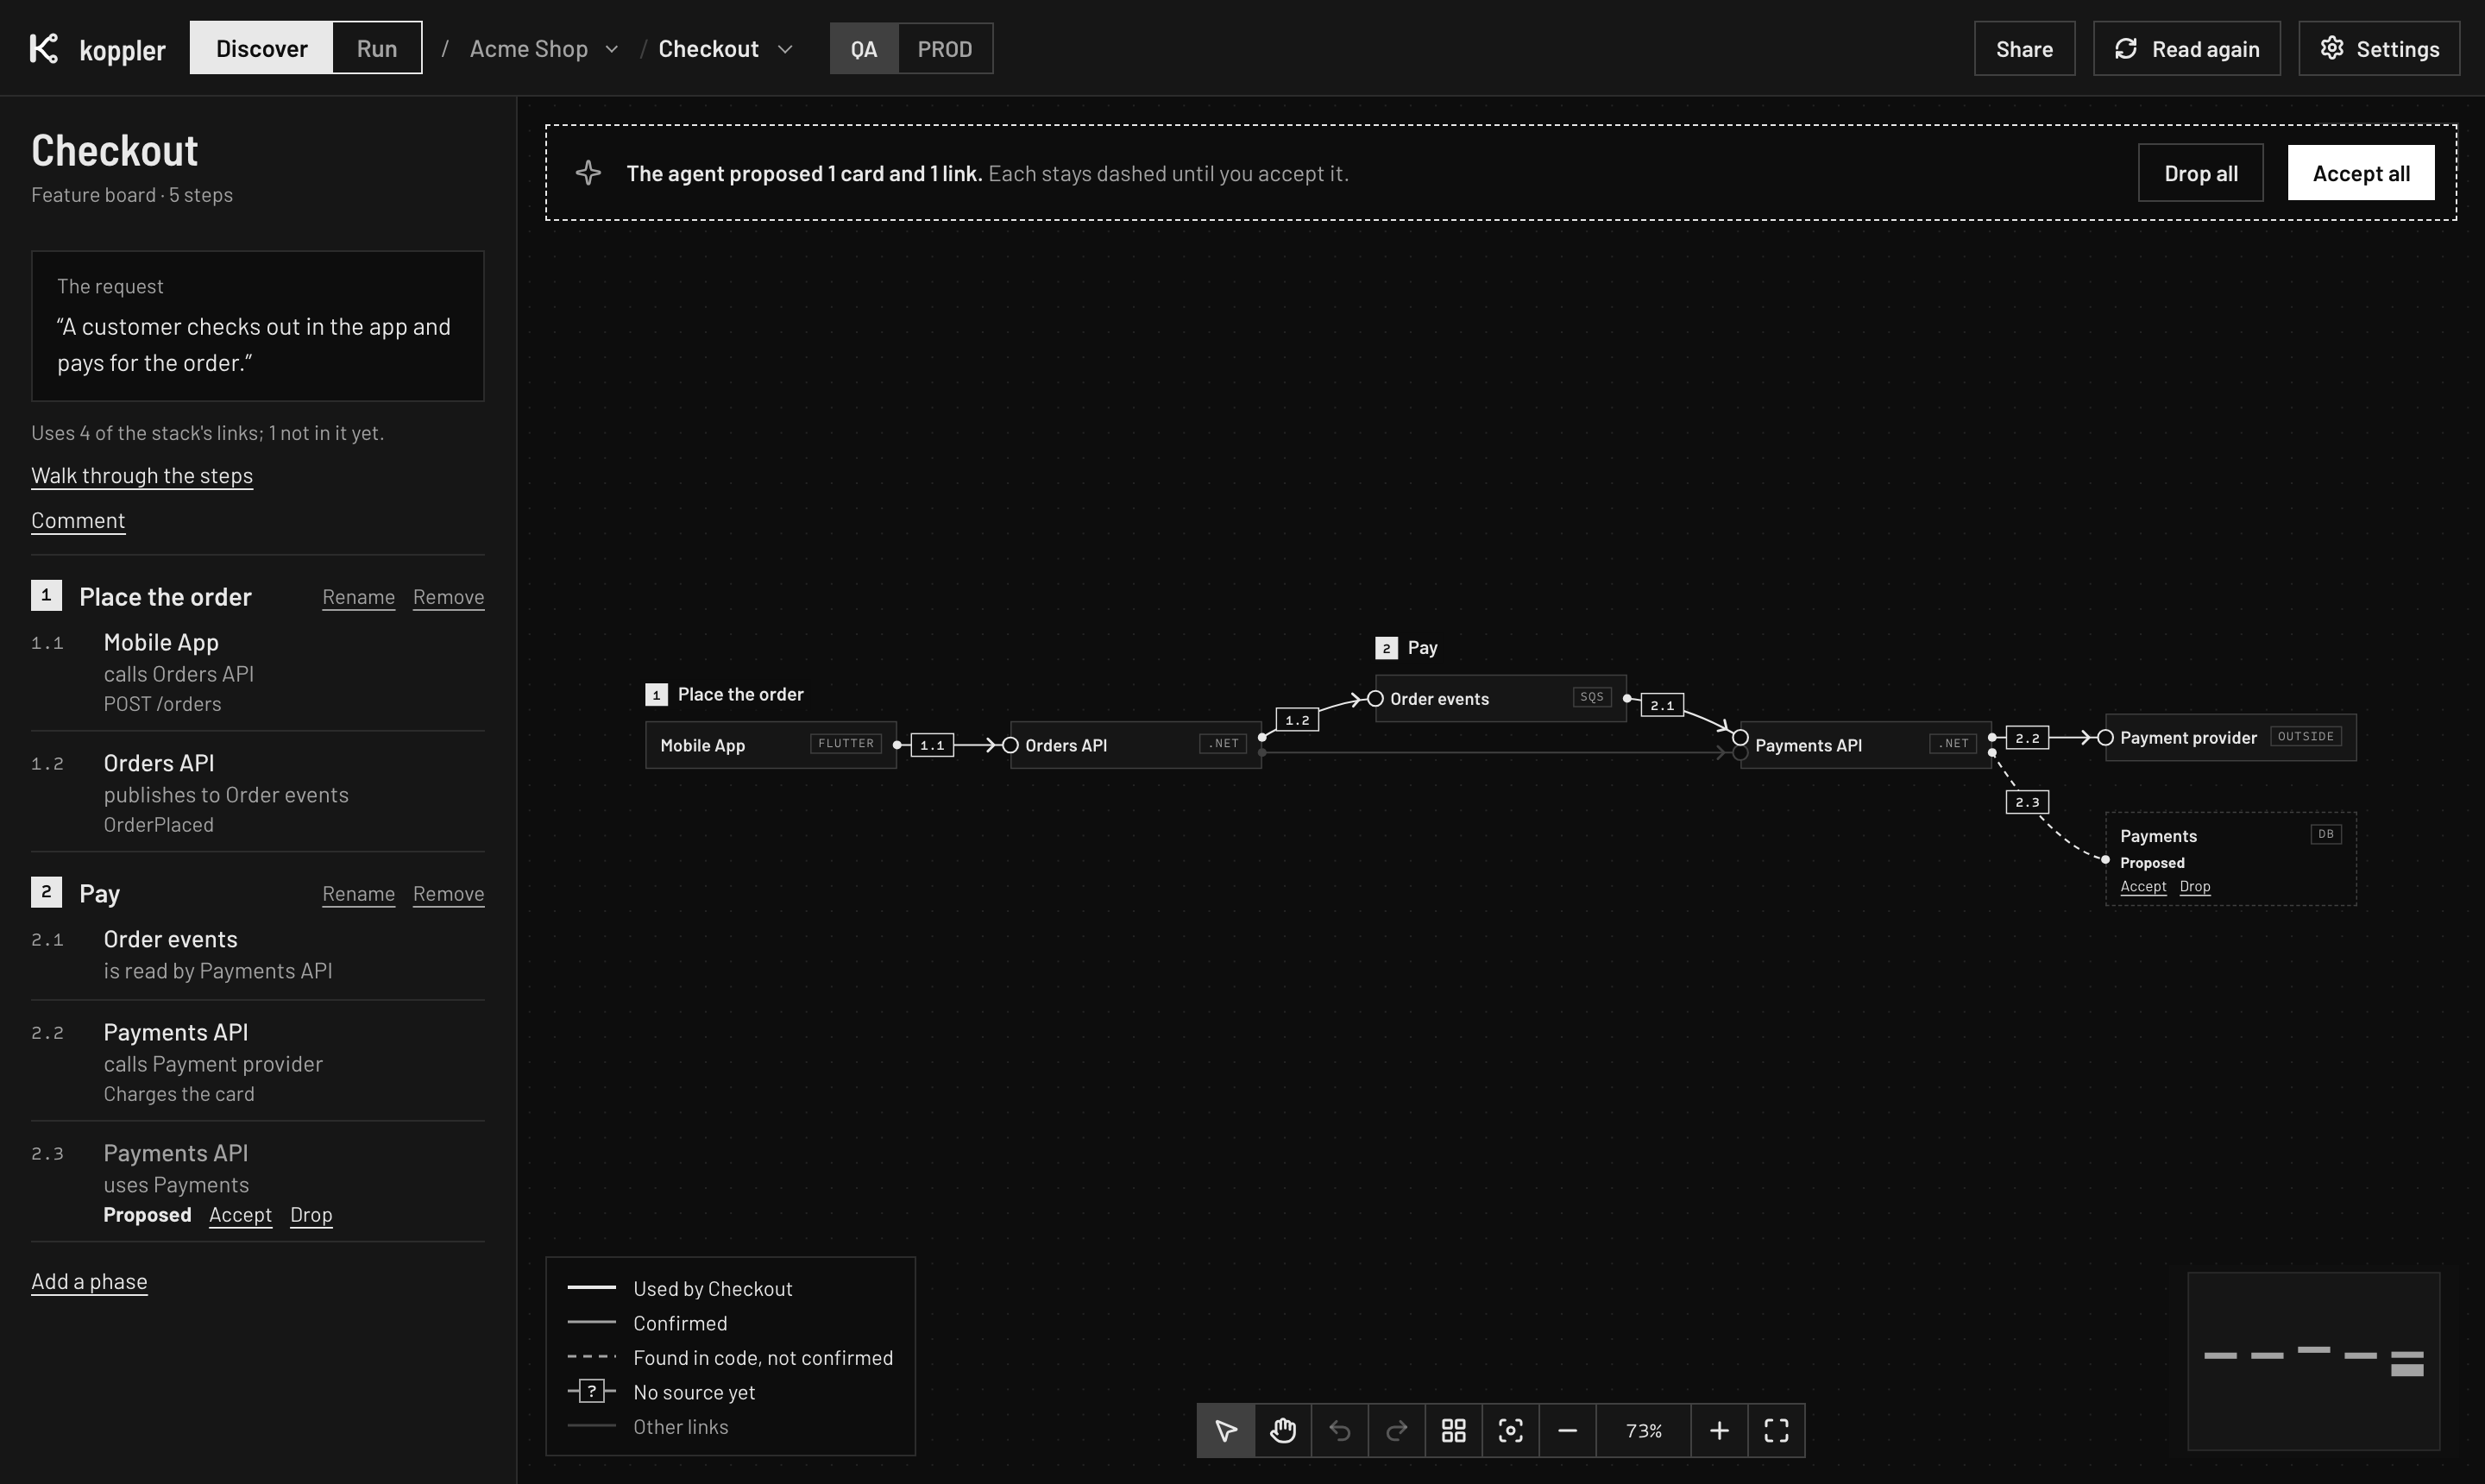 koppler
Discover
Run
/
Acme Shop
/
Checkout
QA
PROD
Share
Read again
Settings
Checkout
Feature board · 5 steps
The request
“A customer checks out in the app and
pays for the order.”
Uses 4 of the stack's links; 1 not in it yet.
Walk through the steps
Comment
1 Place the order Rename Remove
1.1 Mobile App
calls Orders API
POST /orders
1.2 Orders API
publishes to Order events
OrderPlaced
2 Pay Rename Remove
2.1 Order events
is read by Payments API
2.2 Payments API
calls Payment provider
Charges the card
2.3 Payments API
uses Payments
Proposed Accept Drop
Add a phase
The agent proposed 1 card and 1 link. Each stays dashed until you accept it.
Drop all
Accept all
2 Pay
1 Place the order
Order events SQS
2.1
1.2
Mobile App FLUTTER
1.1
Orders API .NET
Payments API .NET
2.2
Payment provider OUTSIDE
2.3
Payments DB
Proposed
Accept Drop
Used by Checkout
Confirmed
Found in code, not confirmed
? No source yet
Other links
73%